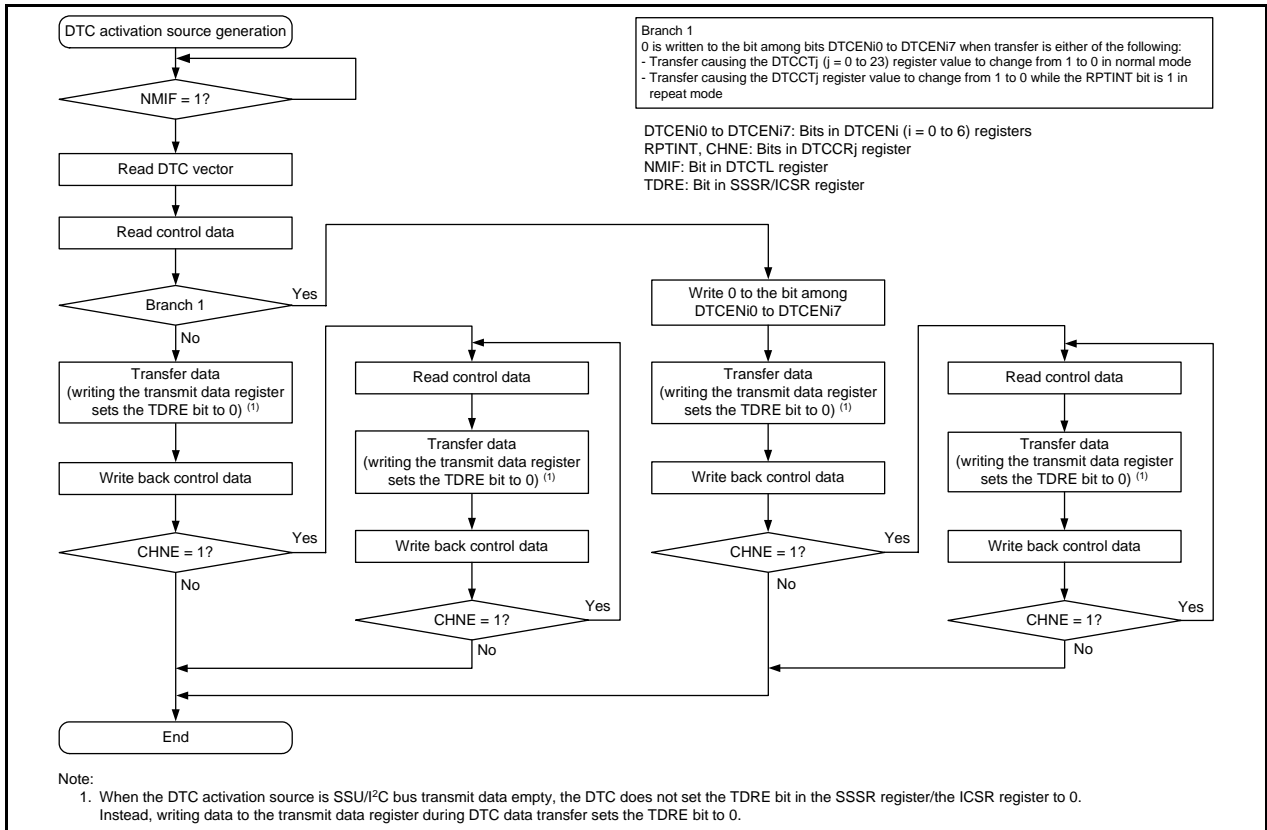 DTC activation source generation
NMIF = 1?
Read DTC vector
Read control data
Branch 1
Yes
No
Transfer data
(writing the transmit data register
sets the TDRE bit to 0) (1)
Write back control data
CHNE = 1?
Yes
No
Read control data
Transfer data
(writing the transmit data register
sets the TDRE bit to 0) (1)
Write back control data
CHNE = 1?
Yes
No
End
Branch 1
0 is written to the bit among bits DTCENi0 to DTCENi7 when transfer is either of the following:
- Transfer causing the DTCCTj (j = 0 to 23) register value to change from 1 to 0 in normal mode
- Transfer causing the DTCCTj register value to change from 1 to 0 while the RPTINT bit is 1 in
repeat mode
DTCENi0 to DTCENi7: Bits in DTCENi (i = 0 to 6) registers
RPTINT, CHNE: Bits in DTCCRj register
NMIF: Bit in DTCTL register
TDRE: Bit in SSSR/ICSR register
Write 0 to the bit among
DTCENi0 to DTCENi7
Transfer data
(writing the transmit data register
sets the TDRE bit to 0) (1)
Write back control data
CHNE = 1?
Yes
No
Read control data
Transfer data
(writing the transmit data register
sets the TDRE bit to 0) (1)
Write back control data
CHNE = 1?
Yes
No
Note:
1. When the DTC activation source is SSU/I²C bus transmit data empty, the DTC does not set the TDRE bit in the SSSR register/the ICSR register to 0.
Instead, writing data to the transmit data register during DTC data transfer sets the TDRE bit to 0.